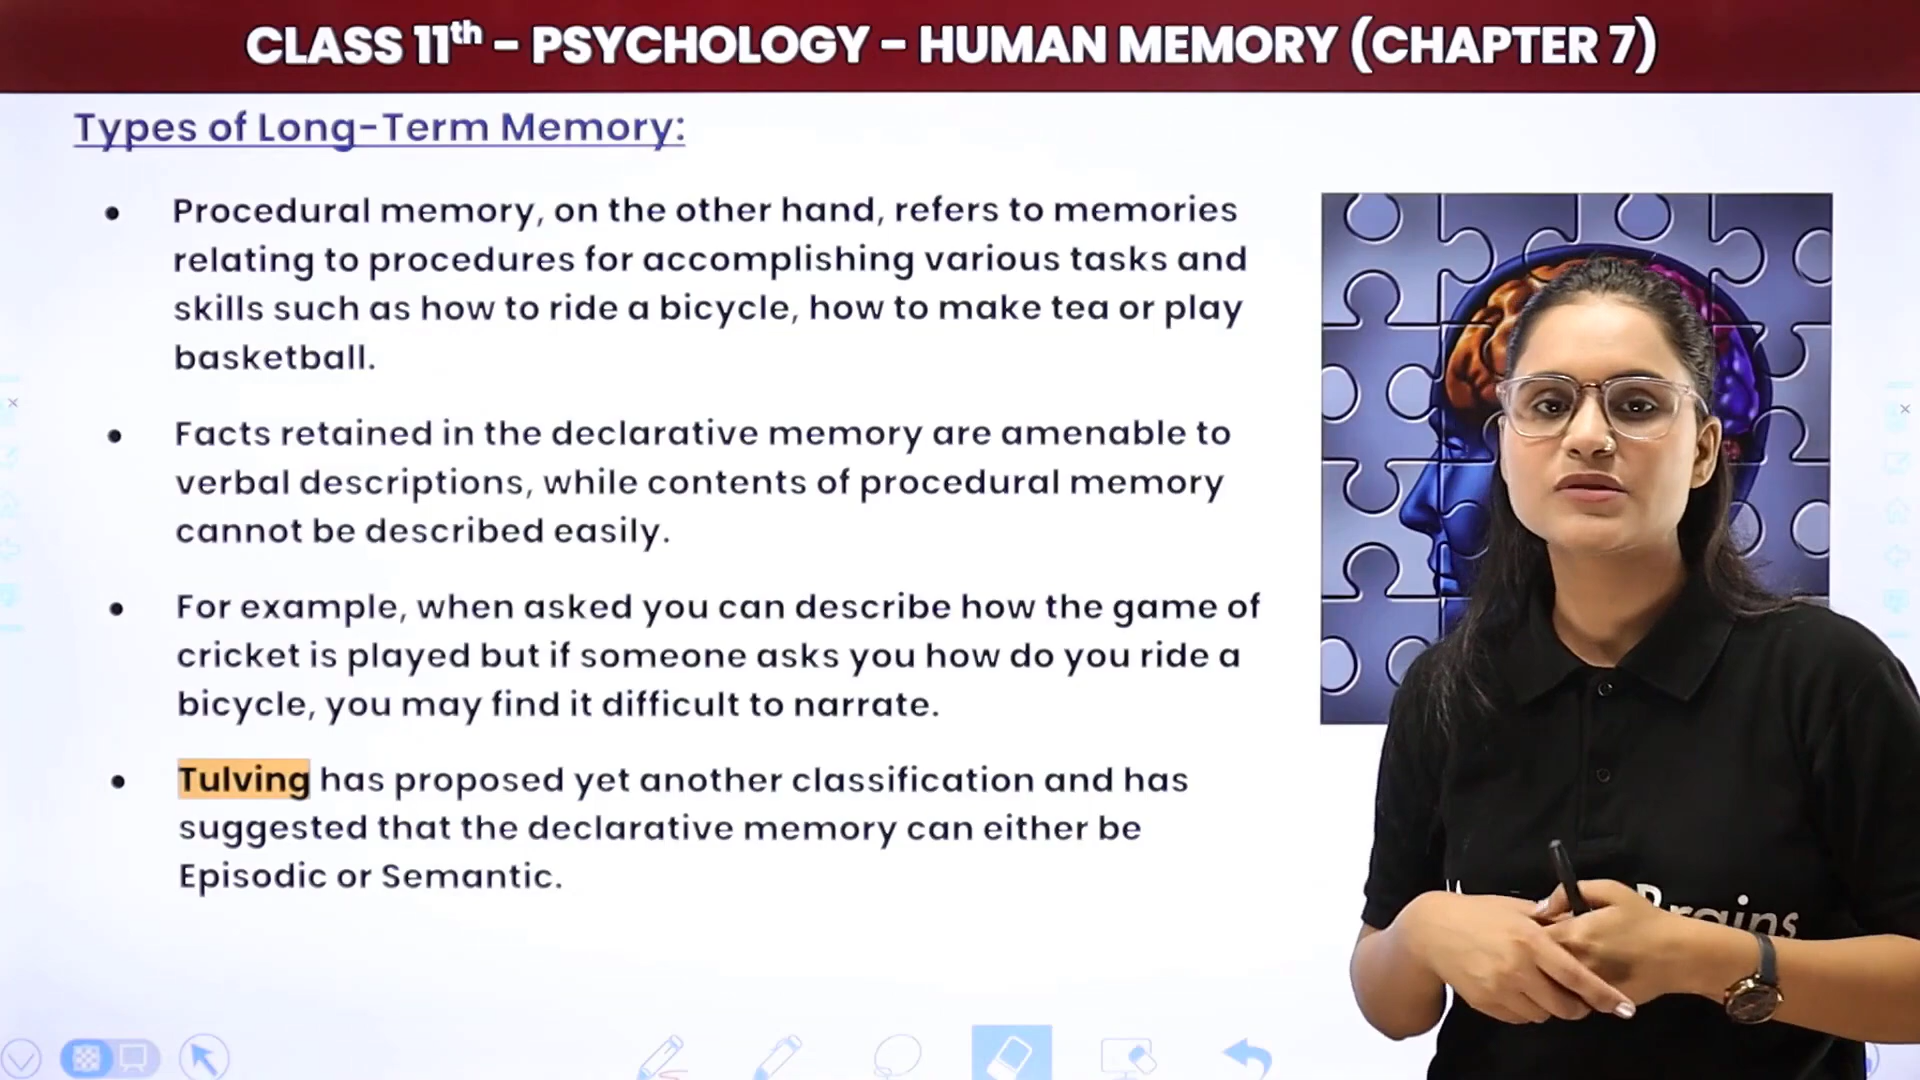 CLASS 11th – PSYCHOLOGY – HUMAN MEMORY (CHAPTER 7)
Types of Long-Term Memory:
• Procedural memory, on the other hand, refers to memories
relating to procedures for accomplishing various tasks and
skills such as how to ride a bicycle, how to make tea or play
basketball.
• Facts retained in the declarative memory are amenable to
verbal descriptions, while contents of procedural memory
cannot be described easily.
• For example, when asked you can describe how the game of
cricket is played but if someone asks you how do you ride a
bicycle, you may find it difficult to narrate.
• Tulving has proposed yet another classification and has
suggested that the declarative memory can either be
Episodic or Semantic.
Brains